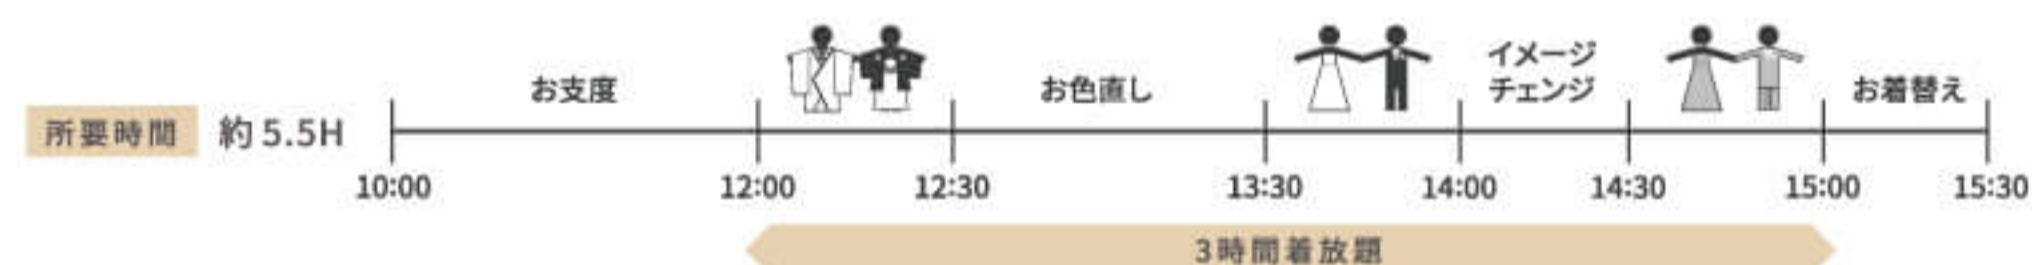 イメージ
お支度 お色直し チェンジ お着替え
所要時間 約 5.5H
10:00 12:00 12:30 13:30 14:00 14:30 15:00 15:30
3時間着放題